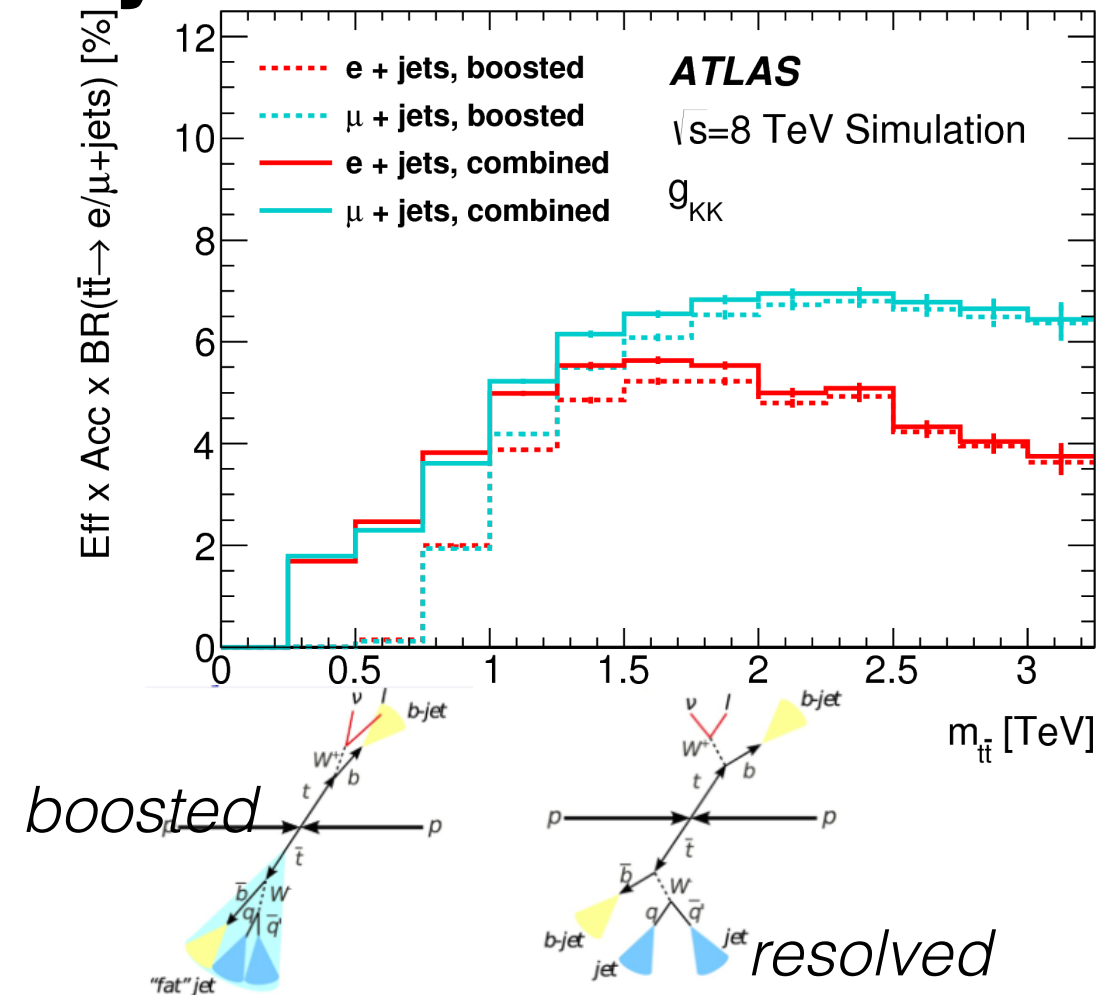 Eff x Acc x BR(tt̄→ e/μ+jets) [%]
12
10
8
6
4
2
0
e + jets, boosted
μ + jets, boosted
e + jets, combined
μ + jets, combined
ATLAS
√s=8 TeV Simulation
g_KK
0 0.5 1 1.5 2 2.5 3
m_tt̄ [TeV]
boosted
ν l
b-jet
W⁺
b
t
p p
t̄
b̄ W⁻
q q̄'
"fat" jet
ν l
b-jet
W⁺
b
t
p p
t̄
b̄ W⁻
q q̄'
b-jet
jet jet
resolved